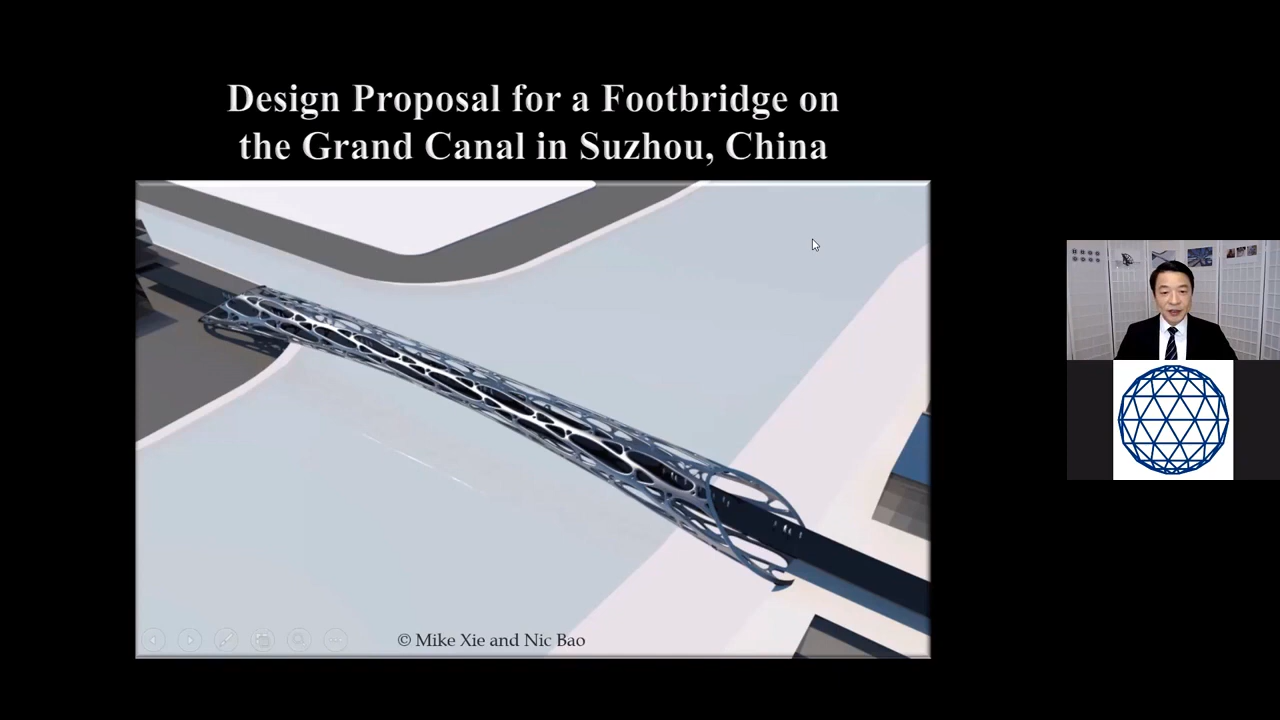 Design Proposal for a Footbridge on
the Grand Canal in Suzhou, China
© Mike Xie and Nic Bao